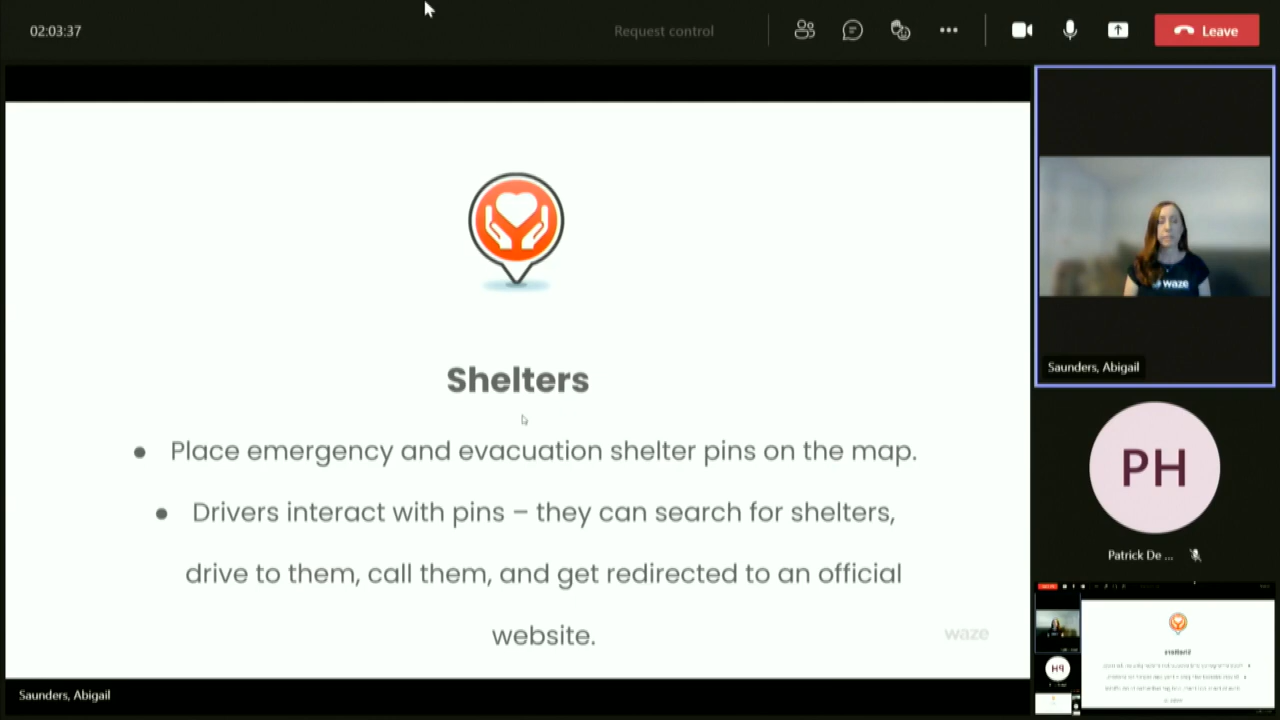 02:03:37
Request control
Leave
Shelters
● Place emergency and evacuation shelter pins on the map.
● Drivers interact with pins – they can search for shelters,
drive to them, call them, and get redirected to an official
website.
waze
Saunders, Abigail
waze
Saunders, Abigail
PH
Patrick De ...